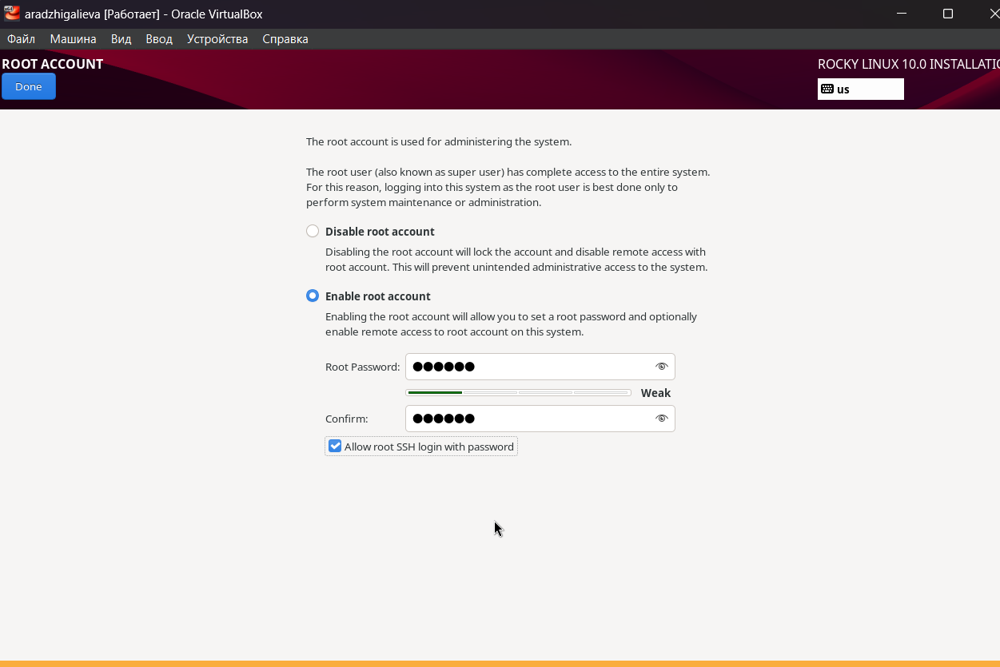 aradzhigalieva [Работает] - Oracle VirtualBox
Файл Машина Вид Ввод Устройства Справка
ROOT ACCOUNT
ROCKY LINUX 10.0 INSTALLATIO
Done
us
The root account is used for administering the system.
The root user (also known as super user) has complete access to the entire system.
For this reason, logging into this system as the root user is best done only to
perform system maintenance or administration.
Disable root account
Disabling the root account will lock the account and disable remote access with
root account. This will prevent unintended administrative access to the system.
Enable root account
Enabling the root account will allow you to set a root password and optionally
enable remote access to root account on this system.
Root Password: ●●●●●●
Weak
Confirm: ●●●●●●
Allow root SSH login with password